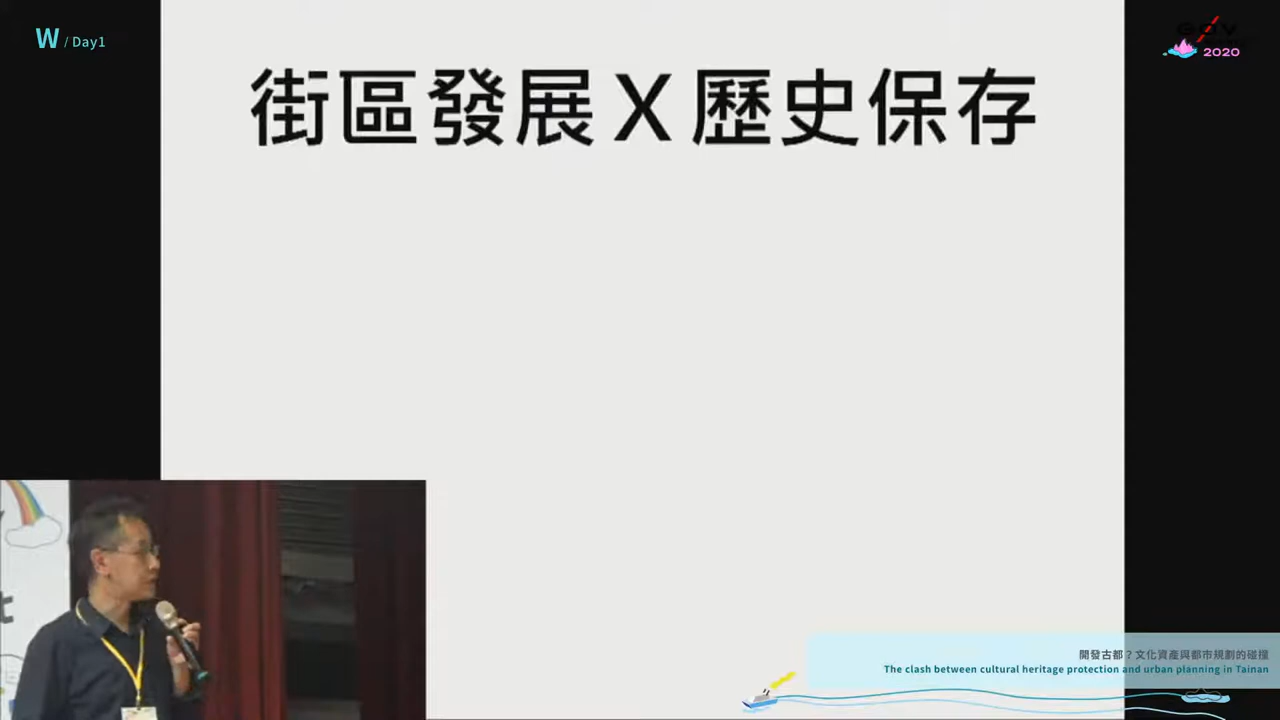 W / Day1
GOV
2020
街區發展 X 歷史保存
開發古都？文化資產與都市規劃的碰撞
The clash between cultural heritage protection and urban planning in Tainan